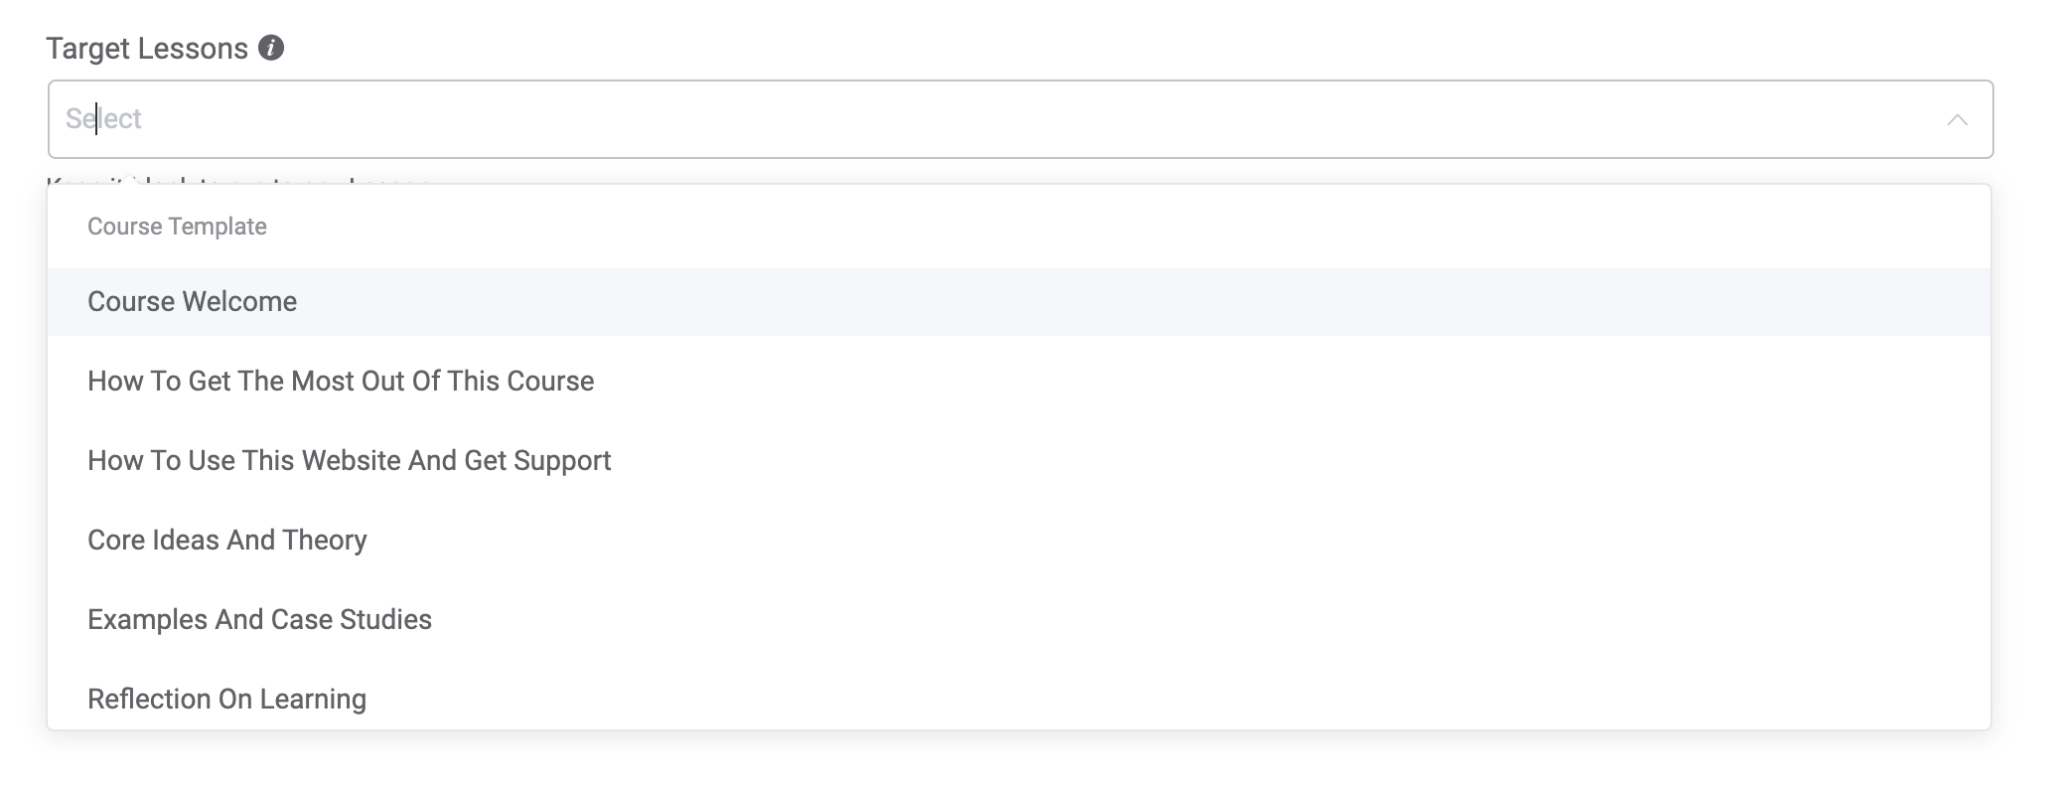 Target Lessons
Select
Course Template
Course Welcome
How To Get The Most Out Of This Course
How To Use This Website And Get Support
Core Ideas And Theory
Examples And Case Studies
Reflection On Learning